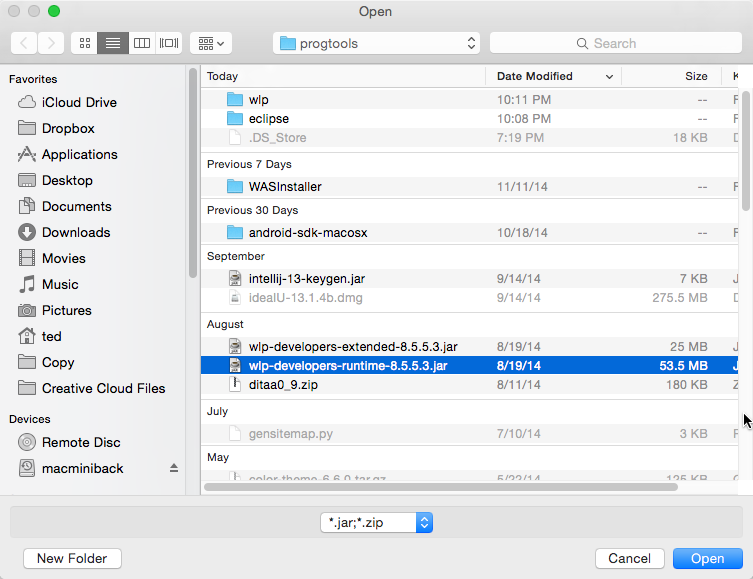 Open
progtools
Search
Favorites
iCloud Drive
Dropbox
Applications
Desktop
Documents
Downloads
Movies
Music
Pictures
ted
Copy
Creative Cloud Files
Devices
Remote Disc
macminiback
Today Date Modified Size
wlp 10:11 PM --
eclipse 10:08 PM --
.DS_Store 7:19 PM 18 KB
Previous 7 Days
WASInstaller 11/11/14 --
Previous 30 Days
android-sdk-macosx 10/18/14 --
September
intellij-13-keygen.jar 9/14/14 7 KB
idealU-13.1.4b.dmg 9/14/14 275.5 MB
August
wlp-developers-extended-8.5.5.3.jar 8/19/14 25 MB
wlp-developers-runtime-8.5.5.3.jar 8/19/14 53.5 MB
ditaa0_9.zip 8/11/14 180 KB
July
gensitemap.py 7/10/14 3 KB
May
color-theme-6.6.0.tar.gz 5/22/14 125 KB
*.jar;*.zip
New Folder
Cancel
Open